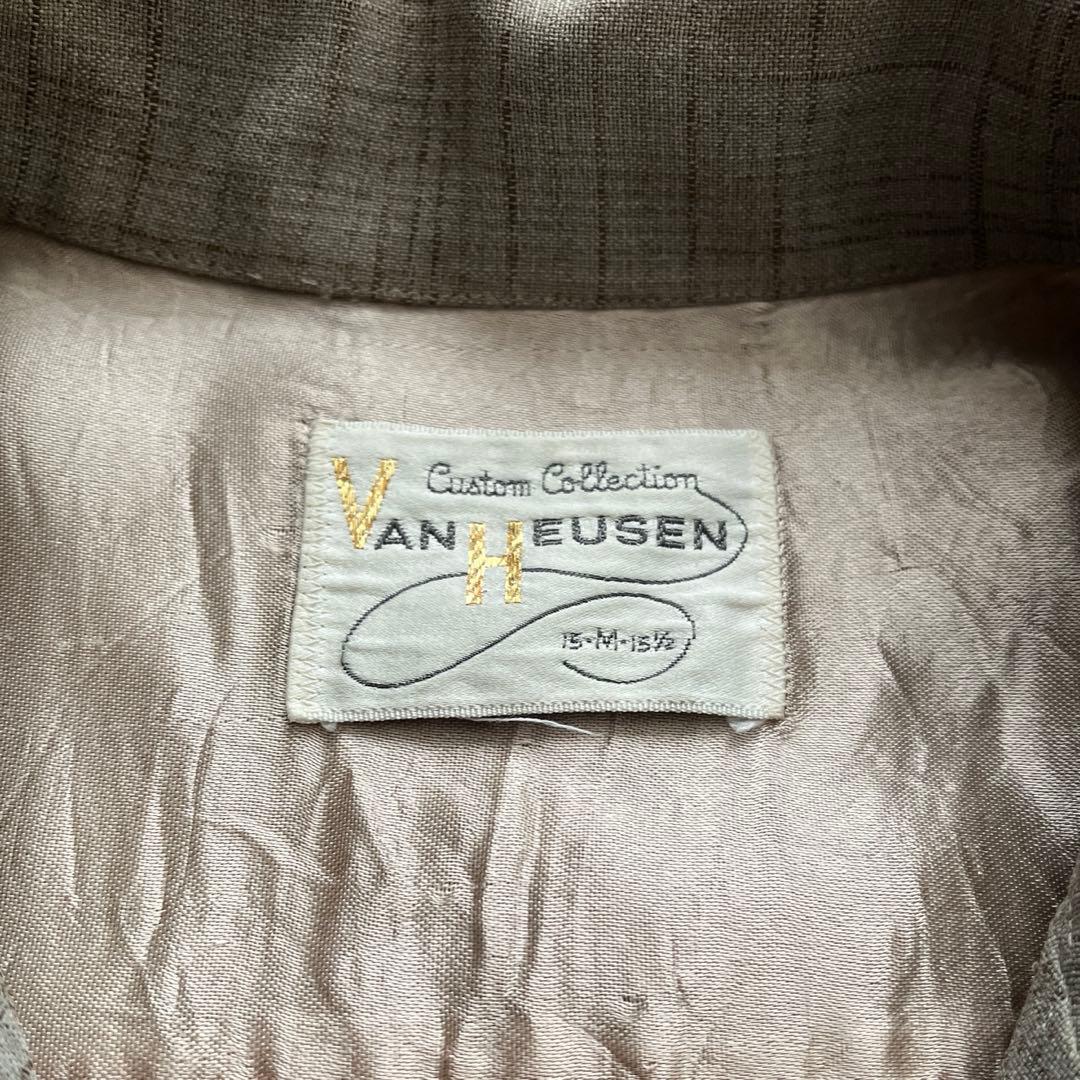 Custom Collection
VAN HEUSEN
15-M-15½